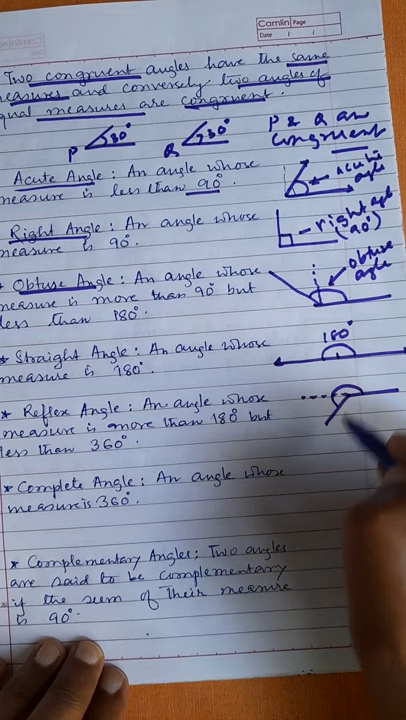 Camlin Page
Date / /
Two congruent angles have the same
measures and conversely two angles of
equal measures are congruent.
30° 30° P & Q are
P Q congruent
Acute Angle: An angle whose
measure is less than 90°.
Acute
angle
Right Angle: An angle whose
measure is 90°.
right angle
(90°)
* Obtuse Angle: An angle whose
measure is more than 90° but
less than 180°.
Obtuse
angle
* Straight Angle: An angle whose
measure is 180°.
180°
* Reflex Angle: An angle whose
measure is more than 180° but
less than 360°.
* Complete Angle: An angle whose
measure is 360°.
* Complementary Angles: Two angles
are said to be complementary
if the sum of their measure
is 90°.